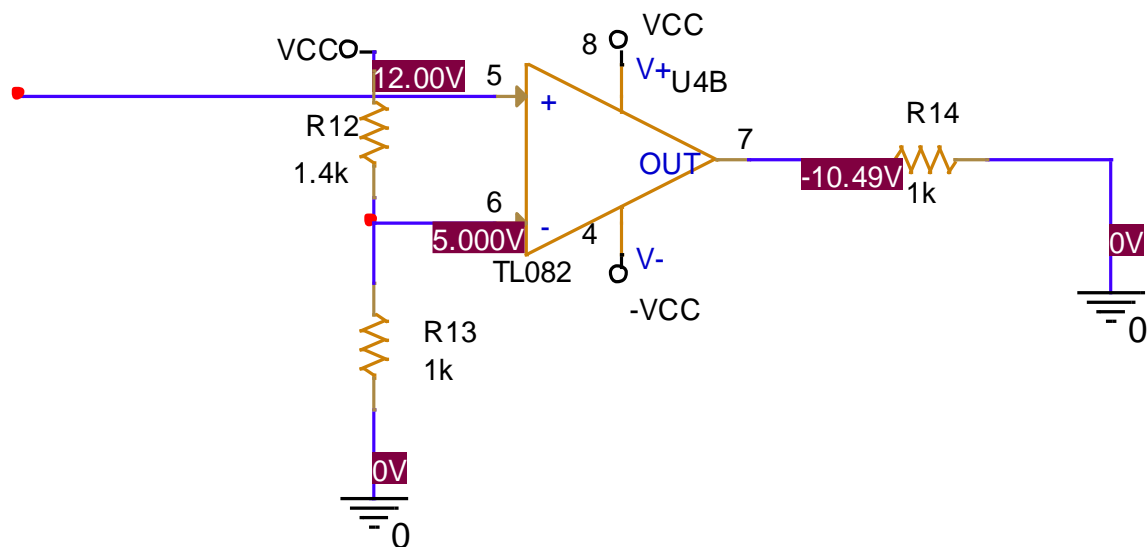 VCC
8
VCC
12.00V
5
V+
U4B
+
R12
1.4k
7
R14
OUT
-10.49V
1k
6
5.000V
-
4
0V
TL082
V-
-VCC
0
R13
1k
0V
0